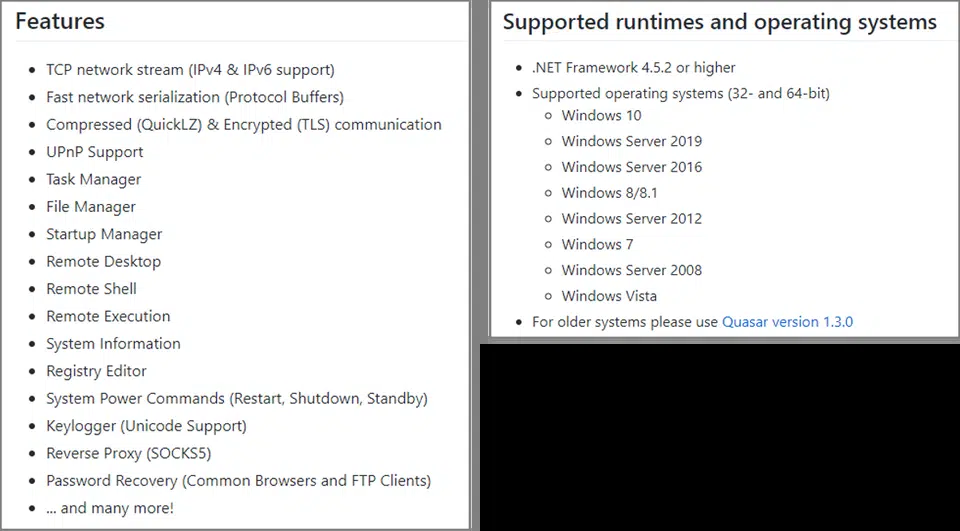 Features
TCP network stream (IPv4 & IPv6 support)
Fast network serialization (Protocol Buffers)
Compressed (QuickLZ) & Encrypted (TLS) communication
UPnP Support
Task Manager
File Manager
Startup Manager
Remote Desktop
Remote Shell
Remote Execution
System Information
Registry Editor
System Power Commands (Restart, Shutdown, Standby)
Keylogger (Unicode Support)
Reverse Proxy (SOCKS5)
Password Recovery (Common Browsers and FTP Clients)
... and many more!
Supported runtimes and operating systems
.NET Framework 4.5.2 or higher
Supported operating systems (32- and 64-bit)
Windows 10
Windows Server 2019
Windows Server 2016
Windows 8/8.1
Windows Server 2012
Windows 7
Windows Server 2008
Windows Vista
For older systems please use Quasar version 1.3.0